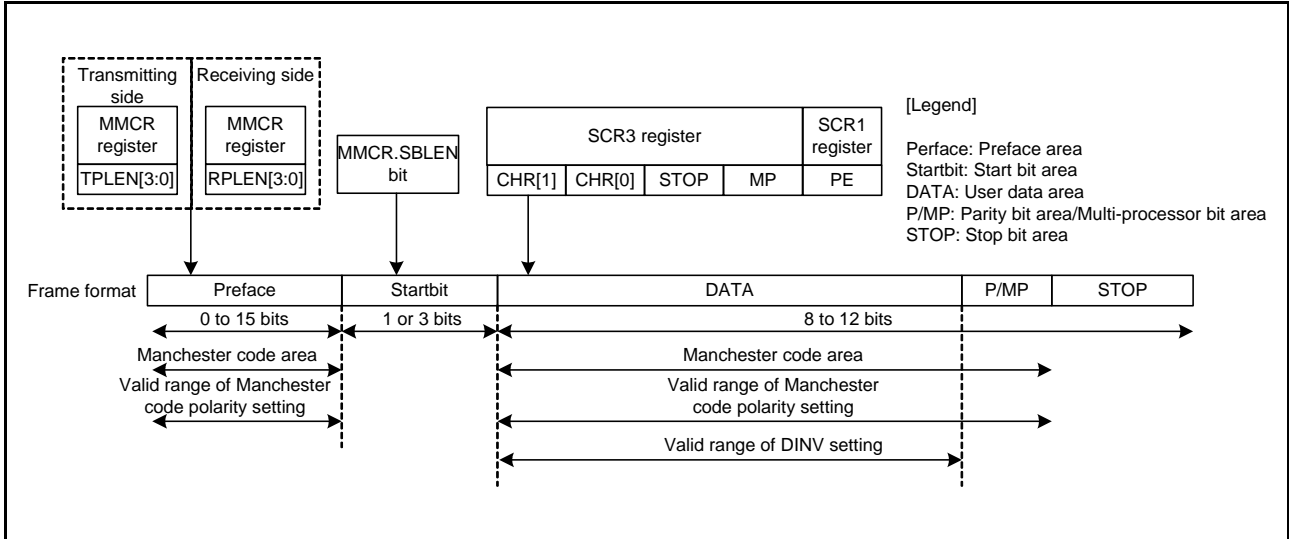 Transmitting side
Receiving side
MMCR register
TPLEN[3:0]
MMCR register
RPLEN[3:0]
MMCR.SBLEN bit
SCR3 register
SCR1 register
CHR[1] CHR[0] STOP MP PE
[Legend]
Perface: Preface area
Startbit: Start bit area
DATA: User data area
P/MP: Parity bit area/Multi-processor bit area
STOP: Stop bit area
Frame format Preface Startbit DATA P/MP STOP
0 to 15 bits 1 or 3 bits 8 to 12 bits
Manchester code area Manchester code area
Valid range of Manchester code polarity setting
Valid range of Manchester code polarity setting
Valid range of DINV setting